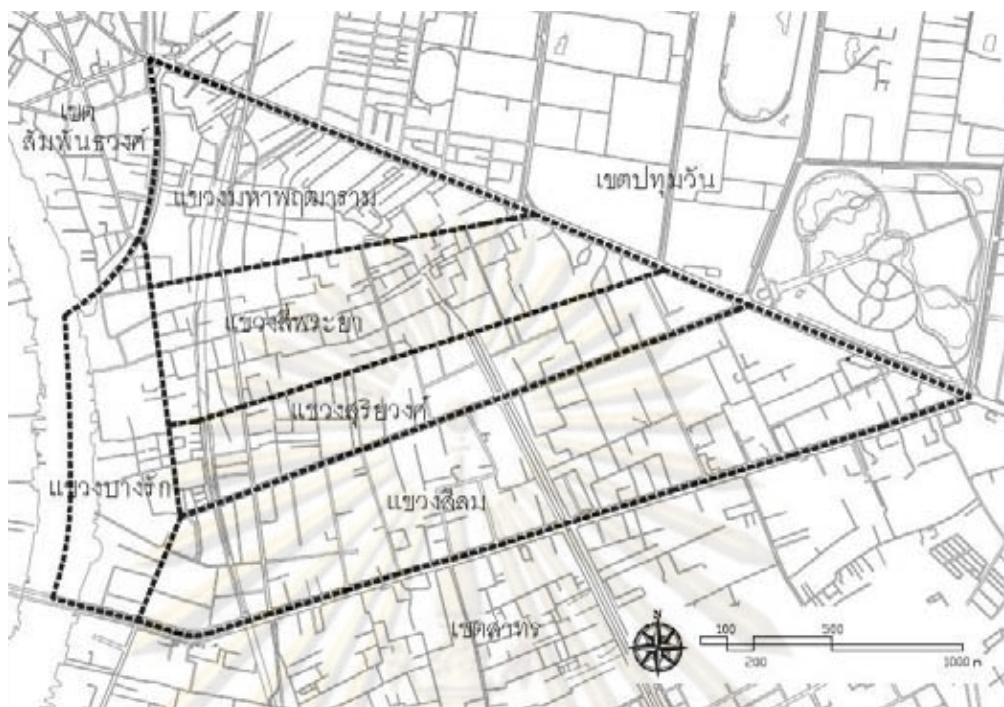 เขต
สัมพันธวงศ์
แขวงมหาพฤฒาราม
เขตปทุมวัน
แขวงสี่พระยา
แขวงสุริยวงศ์
แขวงบางรัก
แขวงสีลม
เขตสาทร
N
100 500
200 1000 m